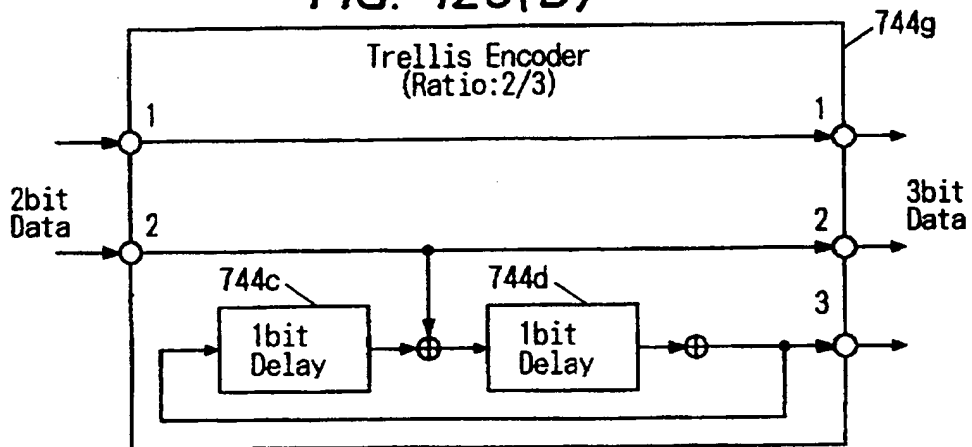 744g
Trellis Encoder
(Ratio:2/3)
1
1
2bit
Data
2
2
3bit
Data
744c
744d
3
1bit
Delay
1bit
Delay